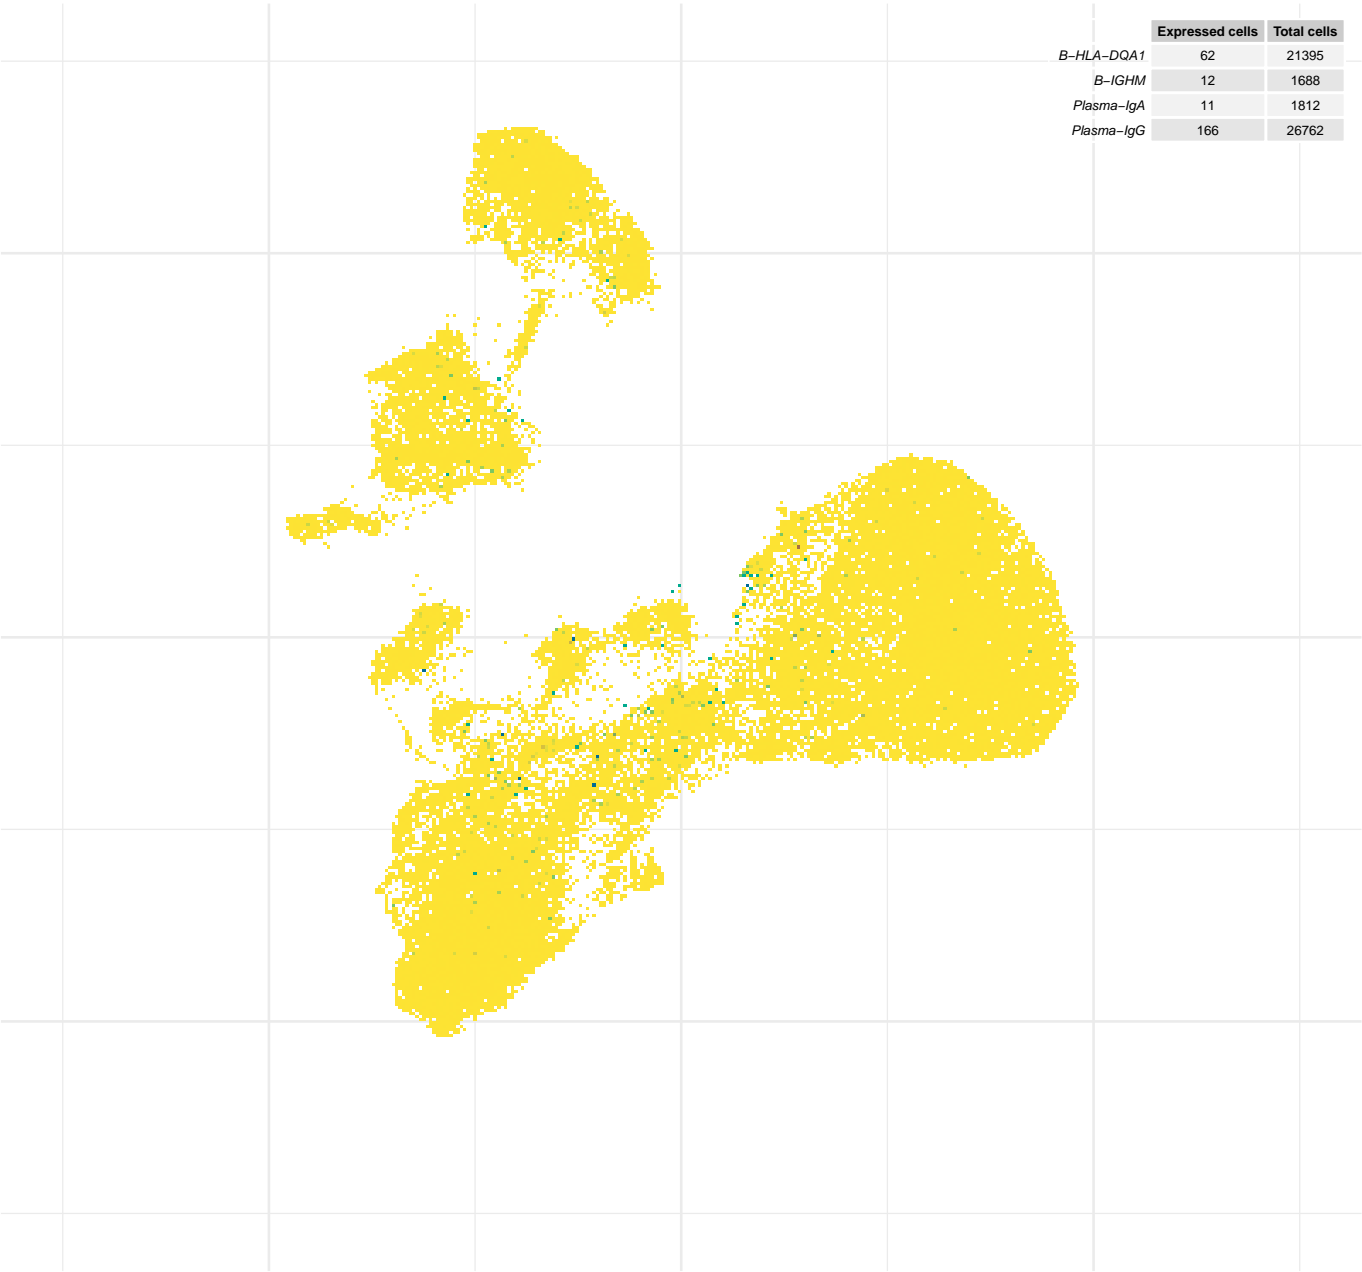 Expressed cells Total cells
B−HLA−DQA1 62 21395
B−IGHM 12 1688
Plasma−IgA 11 1812
Plasma−IgG 166 26762